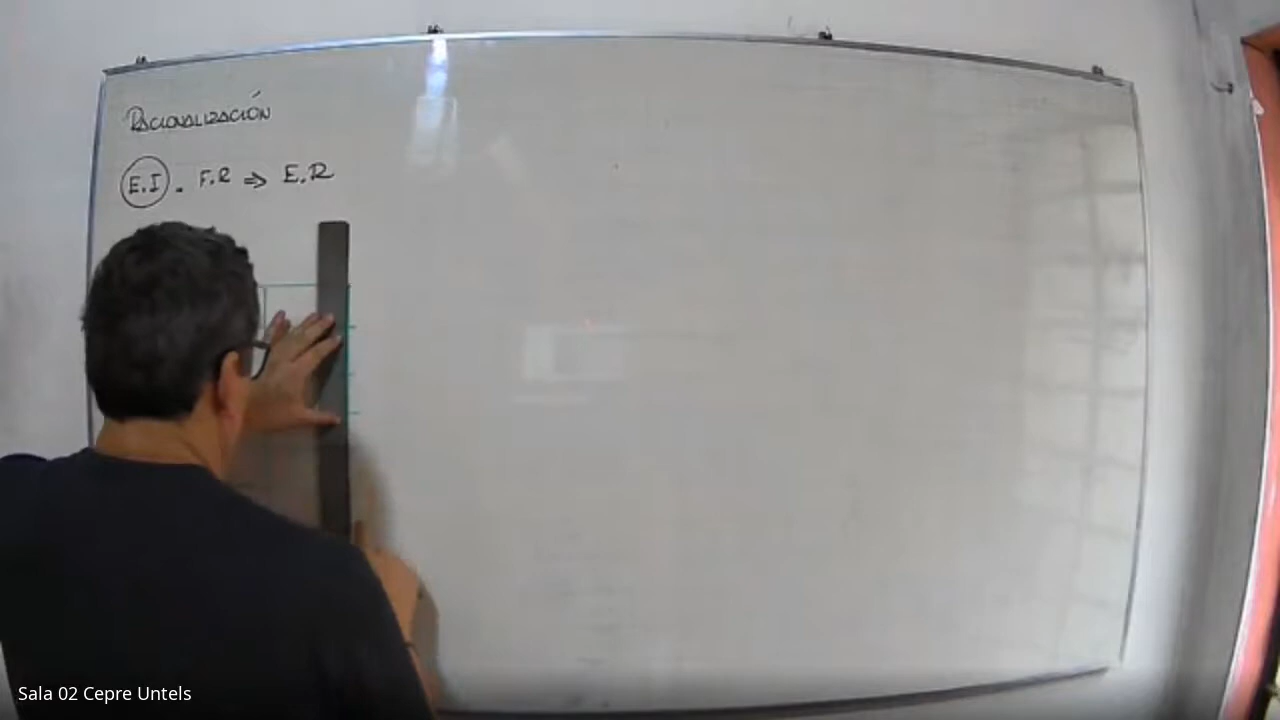 RACIONALIZACIÓN
E.I . F.R ⇒ E.R
Sala 02 Cepre Untels